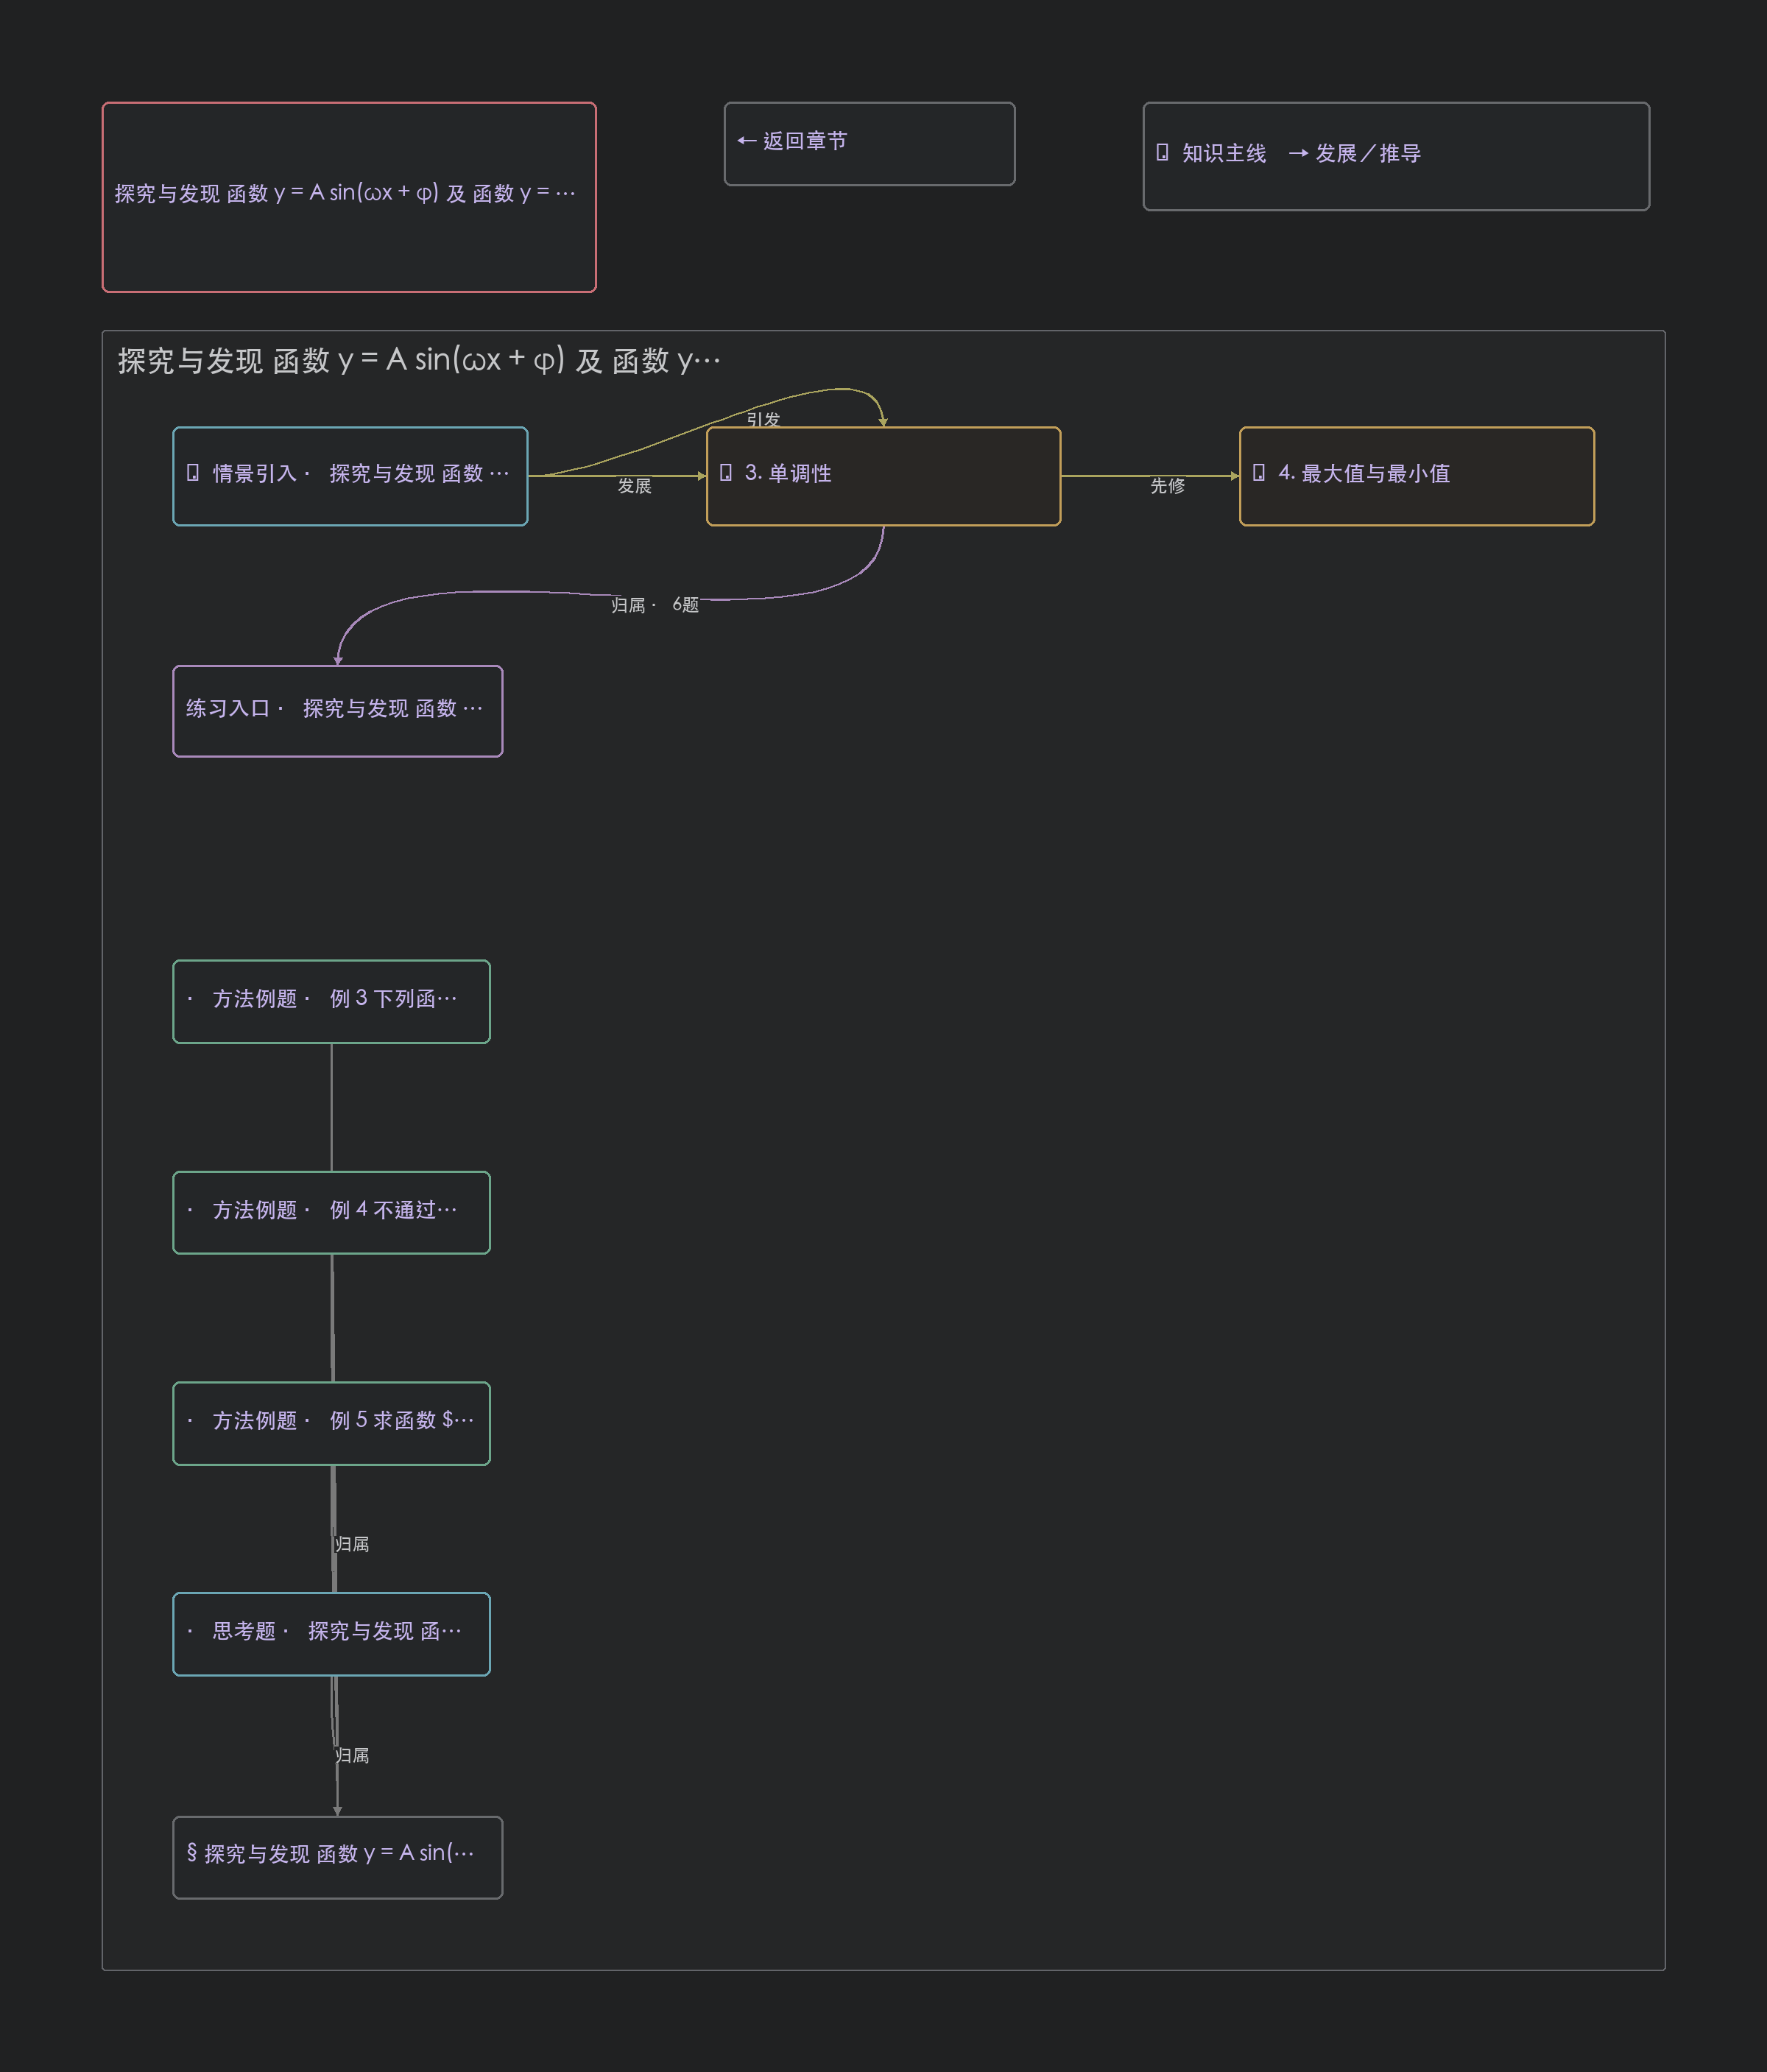 探究与发现 函数 y = A sin(ωx + φ) 及 函数 y = …
← 返回章节
知识主线 → 发展／推导
探究与发现 函数 y = A sin(ωx + φ) 及 函数 y…
引发
情景引入 · 探究与发现 函数 …
发展
3. 单调性
先修
4. 最大值与最小值
归属 · 6题
练习入口 · 探究与发现 函数 …
· 方法例题 · 例 3 下列函…
· 方法例题 · 例 4 不通过…
· 方法例题 · 例 5 求函数 $…
归属
· 思考题 · 探究与发现 函…
归属
§ 探究与发现 函数 y = A sin(…